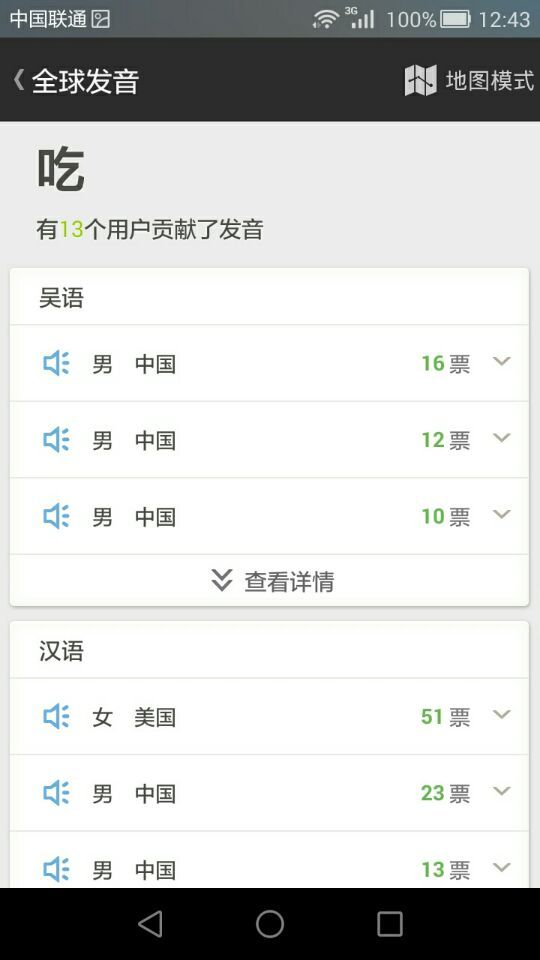 中国联通 3G 100% 12:43
全球发音 地图模式
吃
有13个用户贡献了发音
吴语
男 中国 16 票
男 中国 12 票
男 中国 10 票
查看详情
汉语
女 美国 51 票
男 中国 23 票
男 中国 13 票